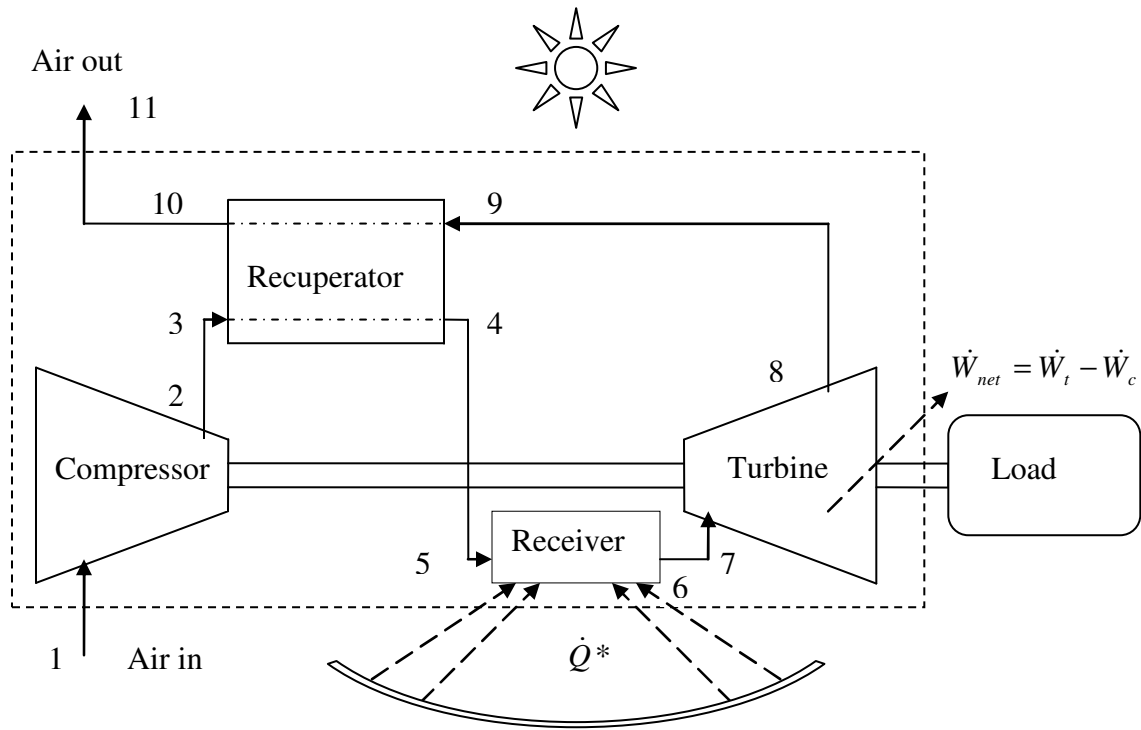 Air out
11
10
9
Recuperator
3
4
8
Ẇnet = Ẇt − Ẇc
2
Compressor
Turbine
Load
Receiver
5
7
6
1
Air in
Q̇*